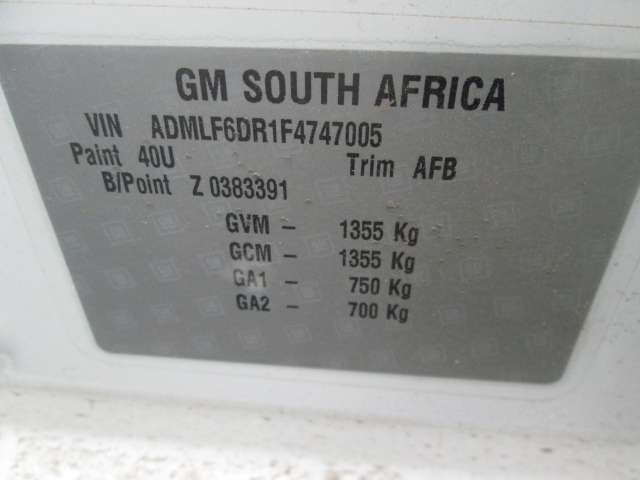 GM SOUTH AFRICA
VIN ADMLF6DR1F4747005
Paint 40U Trim AFB
B/Point Z 0383391
GVM – 1355 Kg
GCM – 1355 Kg
GA1 – 750 Kg
GA2 – 700 Kg